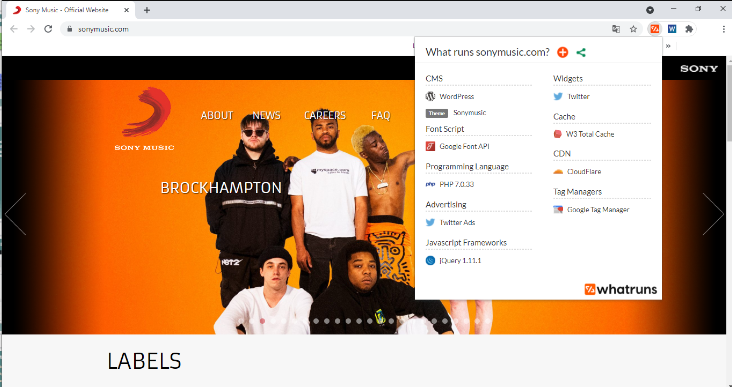 Sony Music - Official Website
sonymusic.com
What runs sonymusic.com?
SONY
CMS
WordPress
Theme Sonymusic
Font Script
Google Font API
Programming Language
php PHP 7.0.33
Advertising
Twitter Ads
Javascript Frameworks
jQuery 1.11.1
Widgets
Twitter
Cache
W3 Total Cache
CDN
CloudFlare
Tag Managers
Google Tag Manager
whatruns
SONY MUSIC
ABOUT NEWS CAREERS FAQ
BROCKHAMPTON
LABELS